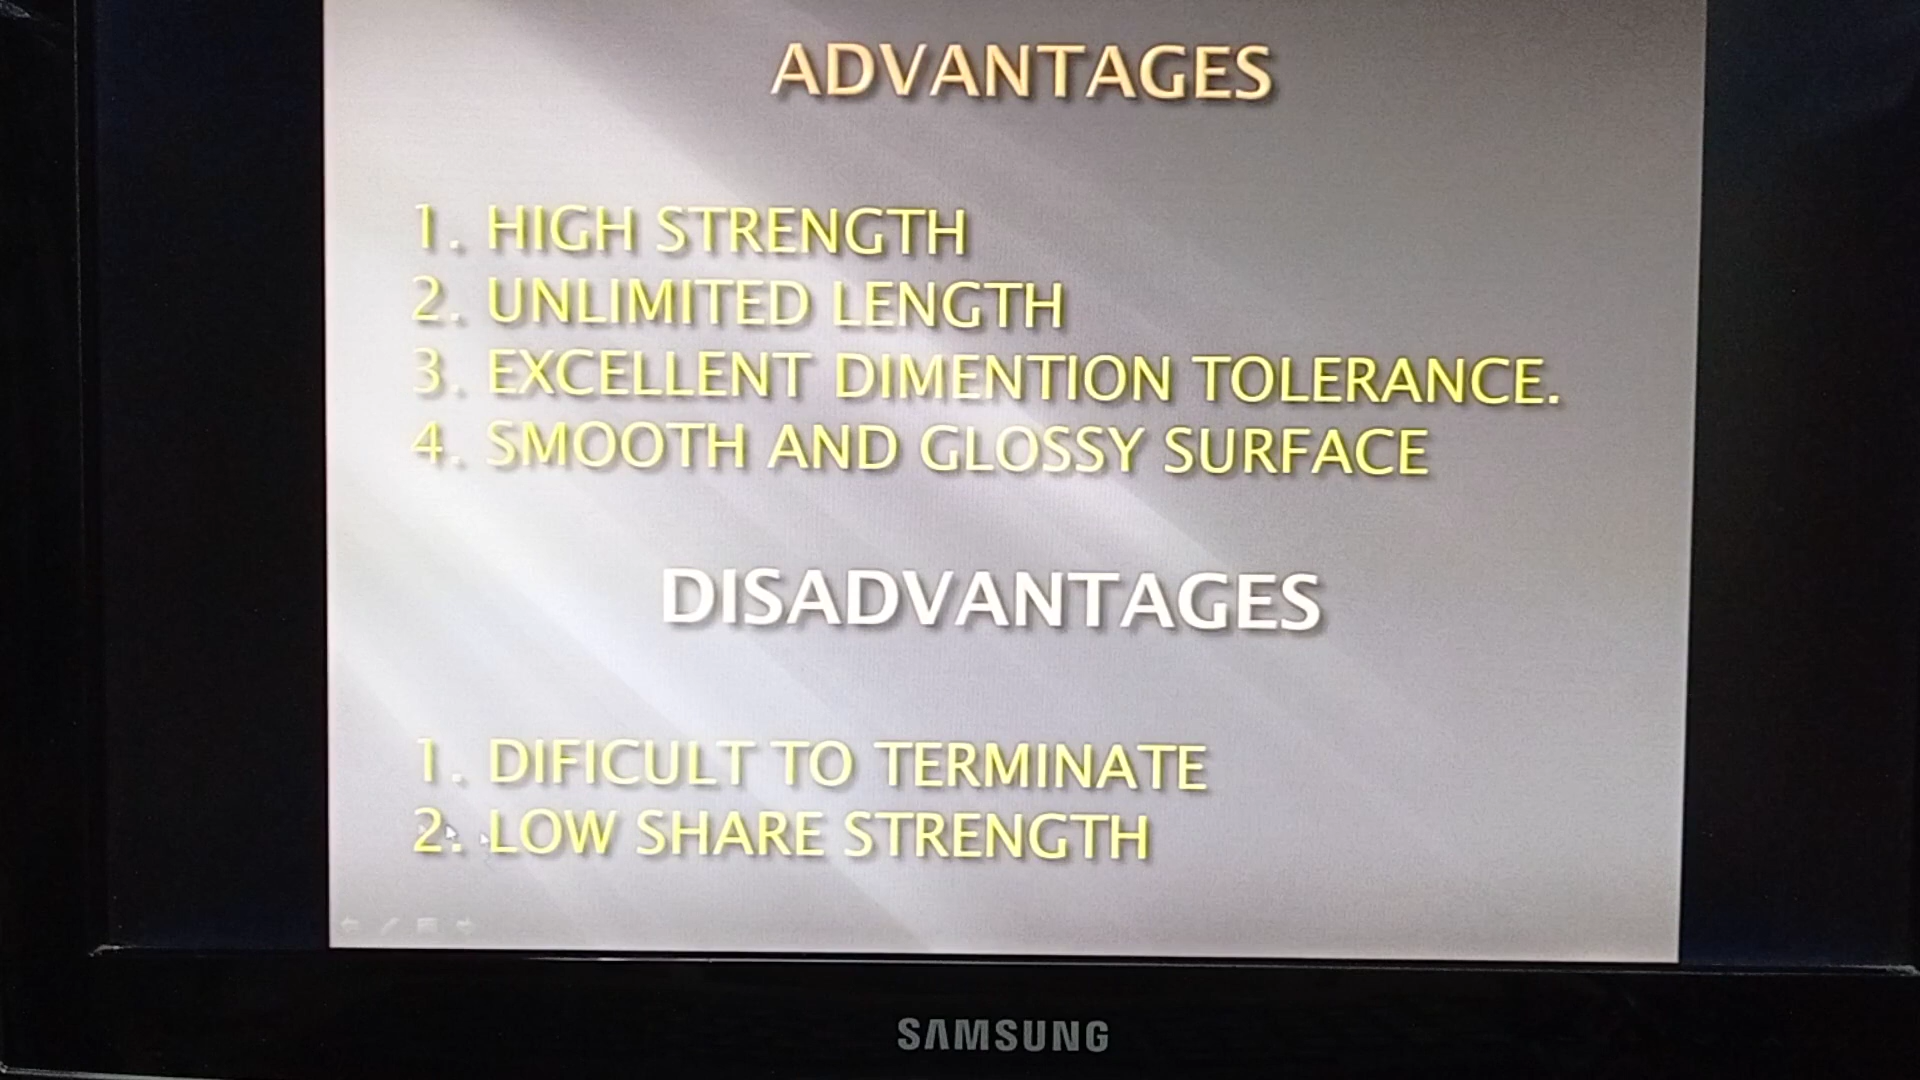 ADVANTAGES
1. HIGH STRENGTH
2. UNLIMITED LENGTH
3. EXCELLENT DIMENTION TOLERANCE.
4. SMOOTH AND GLOSSY SURFACE
DISADVANTAGES
1. DIFICULT TO TERMINATE
2. LOW SHARE STRENGTH
SAMSUNG